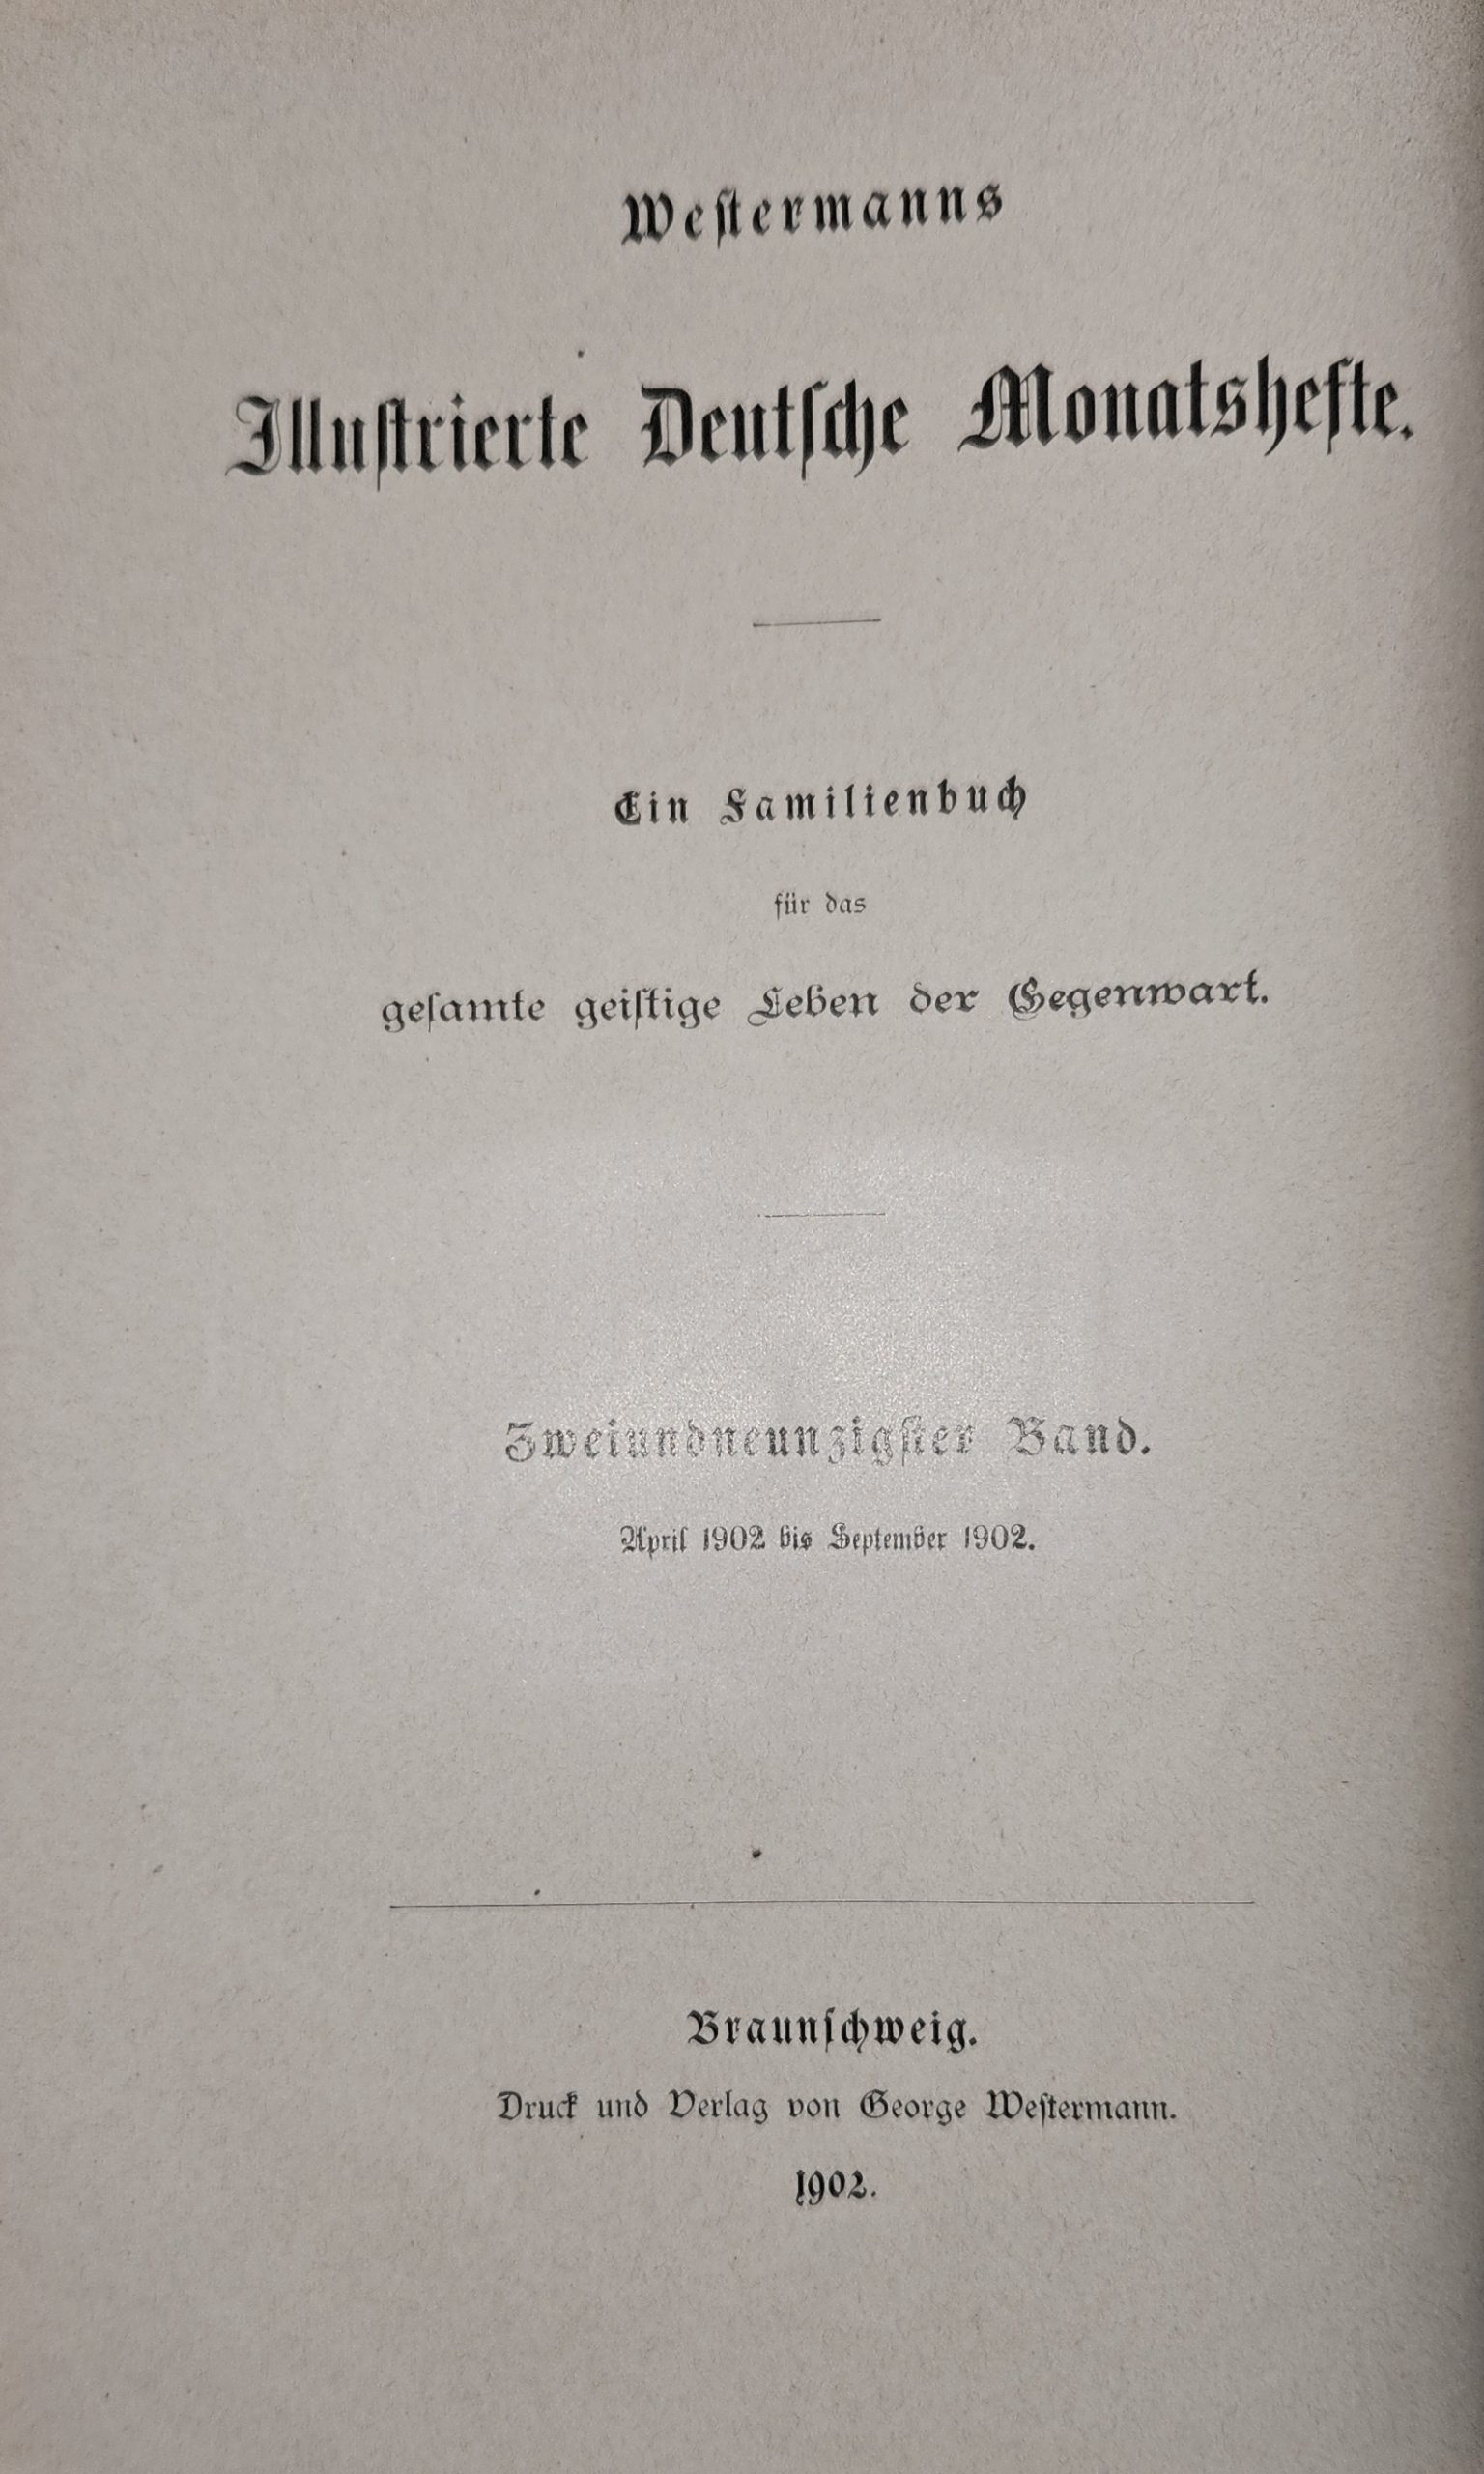 Westermanns
Illustrierte Deutsche Monatshefte.
Ein Familienbuch
für das
gesamte geistige Leben der Gegenwart.
Zweiundneunzigster Band.
April 1902 bis September 1902.
Braunschweig.
Druck und Verlag von George Westermann.
1902.